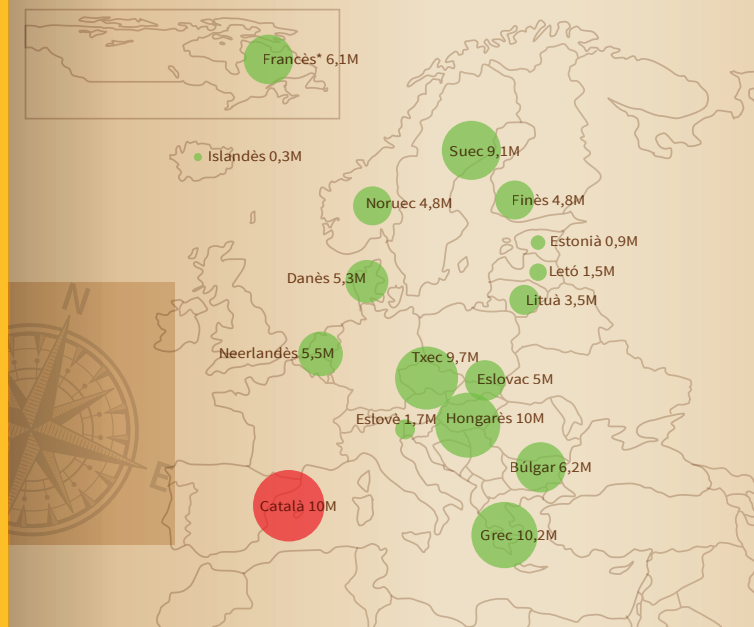 Francès* 6,1M
Suec 9,1M
Islandès 0,3M
Noruec 4,8M
Finès 4,8M
Estonià 0,9M
Letó 1,5M
Danès 5,3M
Lituà 3,5M
N
Neerlandès 5,5M
Txec 9,7M
Eslovac 5M
Eslovè 1,7M
Hongarès 10M
Búlgar 6,2M
E
Català 10M
Grec 10,2M